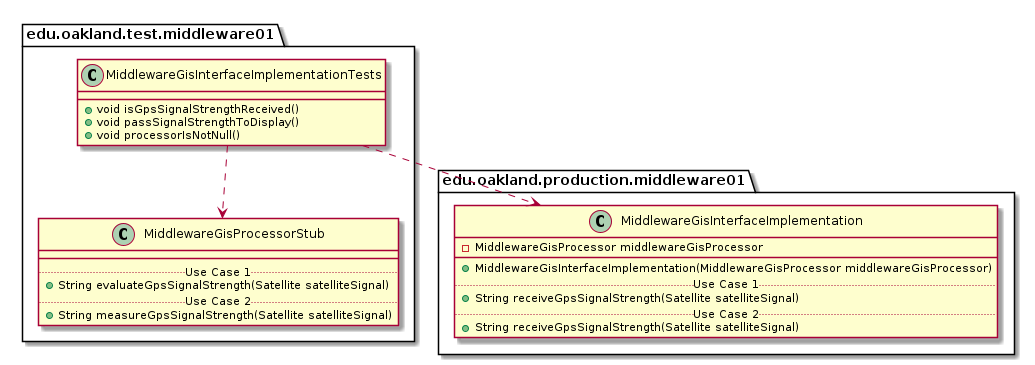 edu.oakland.test.middleware01
C MiddlewareGisInterfaceImplementationTests
void isGpsSignalStrengthReceived()
void passSignalStrengthToDisplay()
void processorIsNotNull()
C MiddlewareGisProcessorStub
Use Case 1
String evaluateGpsSignalStrength(Satellite satelliteSignal)
Use Case 2
String measureGpsSignalStrength(Satellite satelliteSignal)
edu.oakland.production.middleware01
C MiddlewareGisInterfaceImplementation
MiddlewareGisProcessor middlewareGisProcessor
MiddlewareGisInterfaceImplementation(MiddlewareGisProcessor middlewareGisProcessor)
Use Case 1
String receiveGpsSignalStrength(Satellite satelliteSignal)
Use Case 2
String receiveGpsSignalStrength(Satellite satelliteSignal)